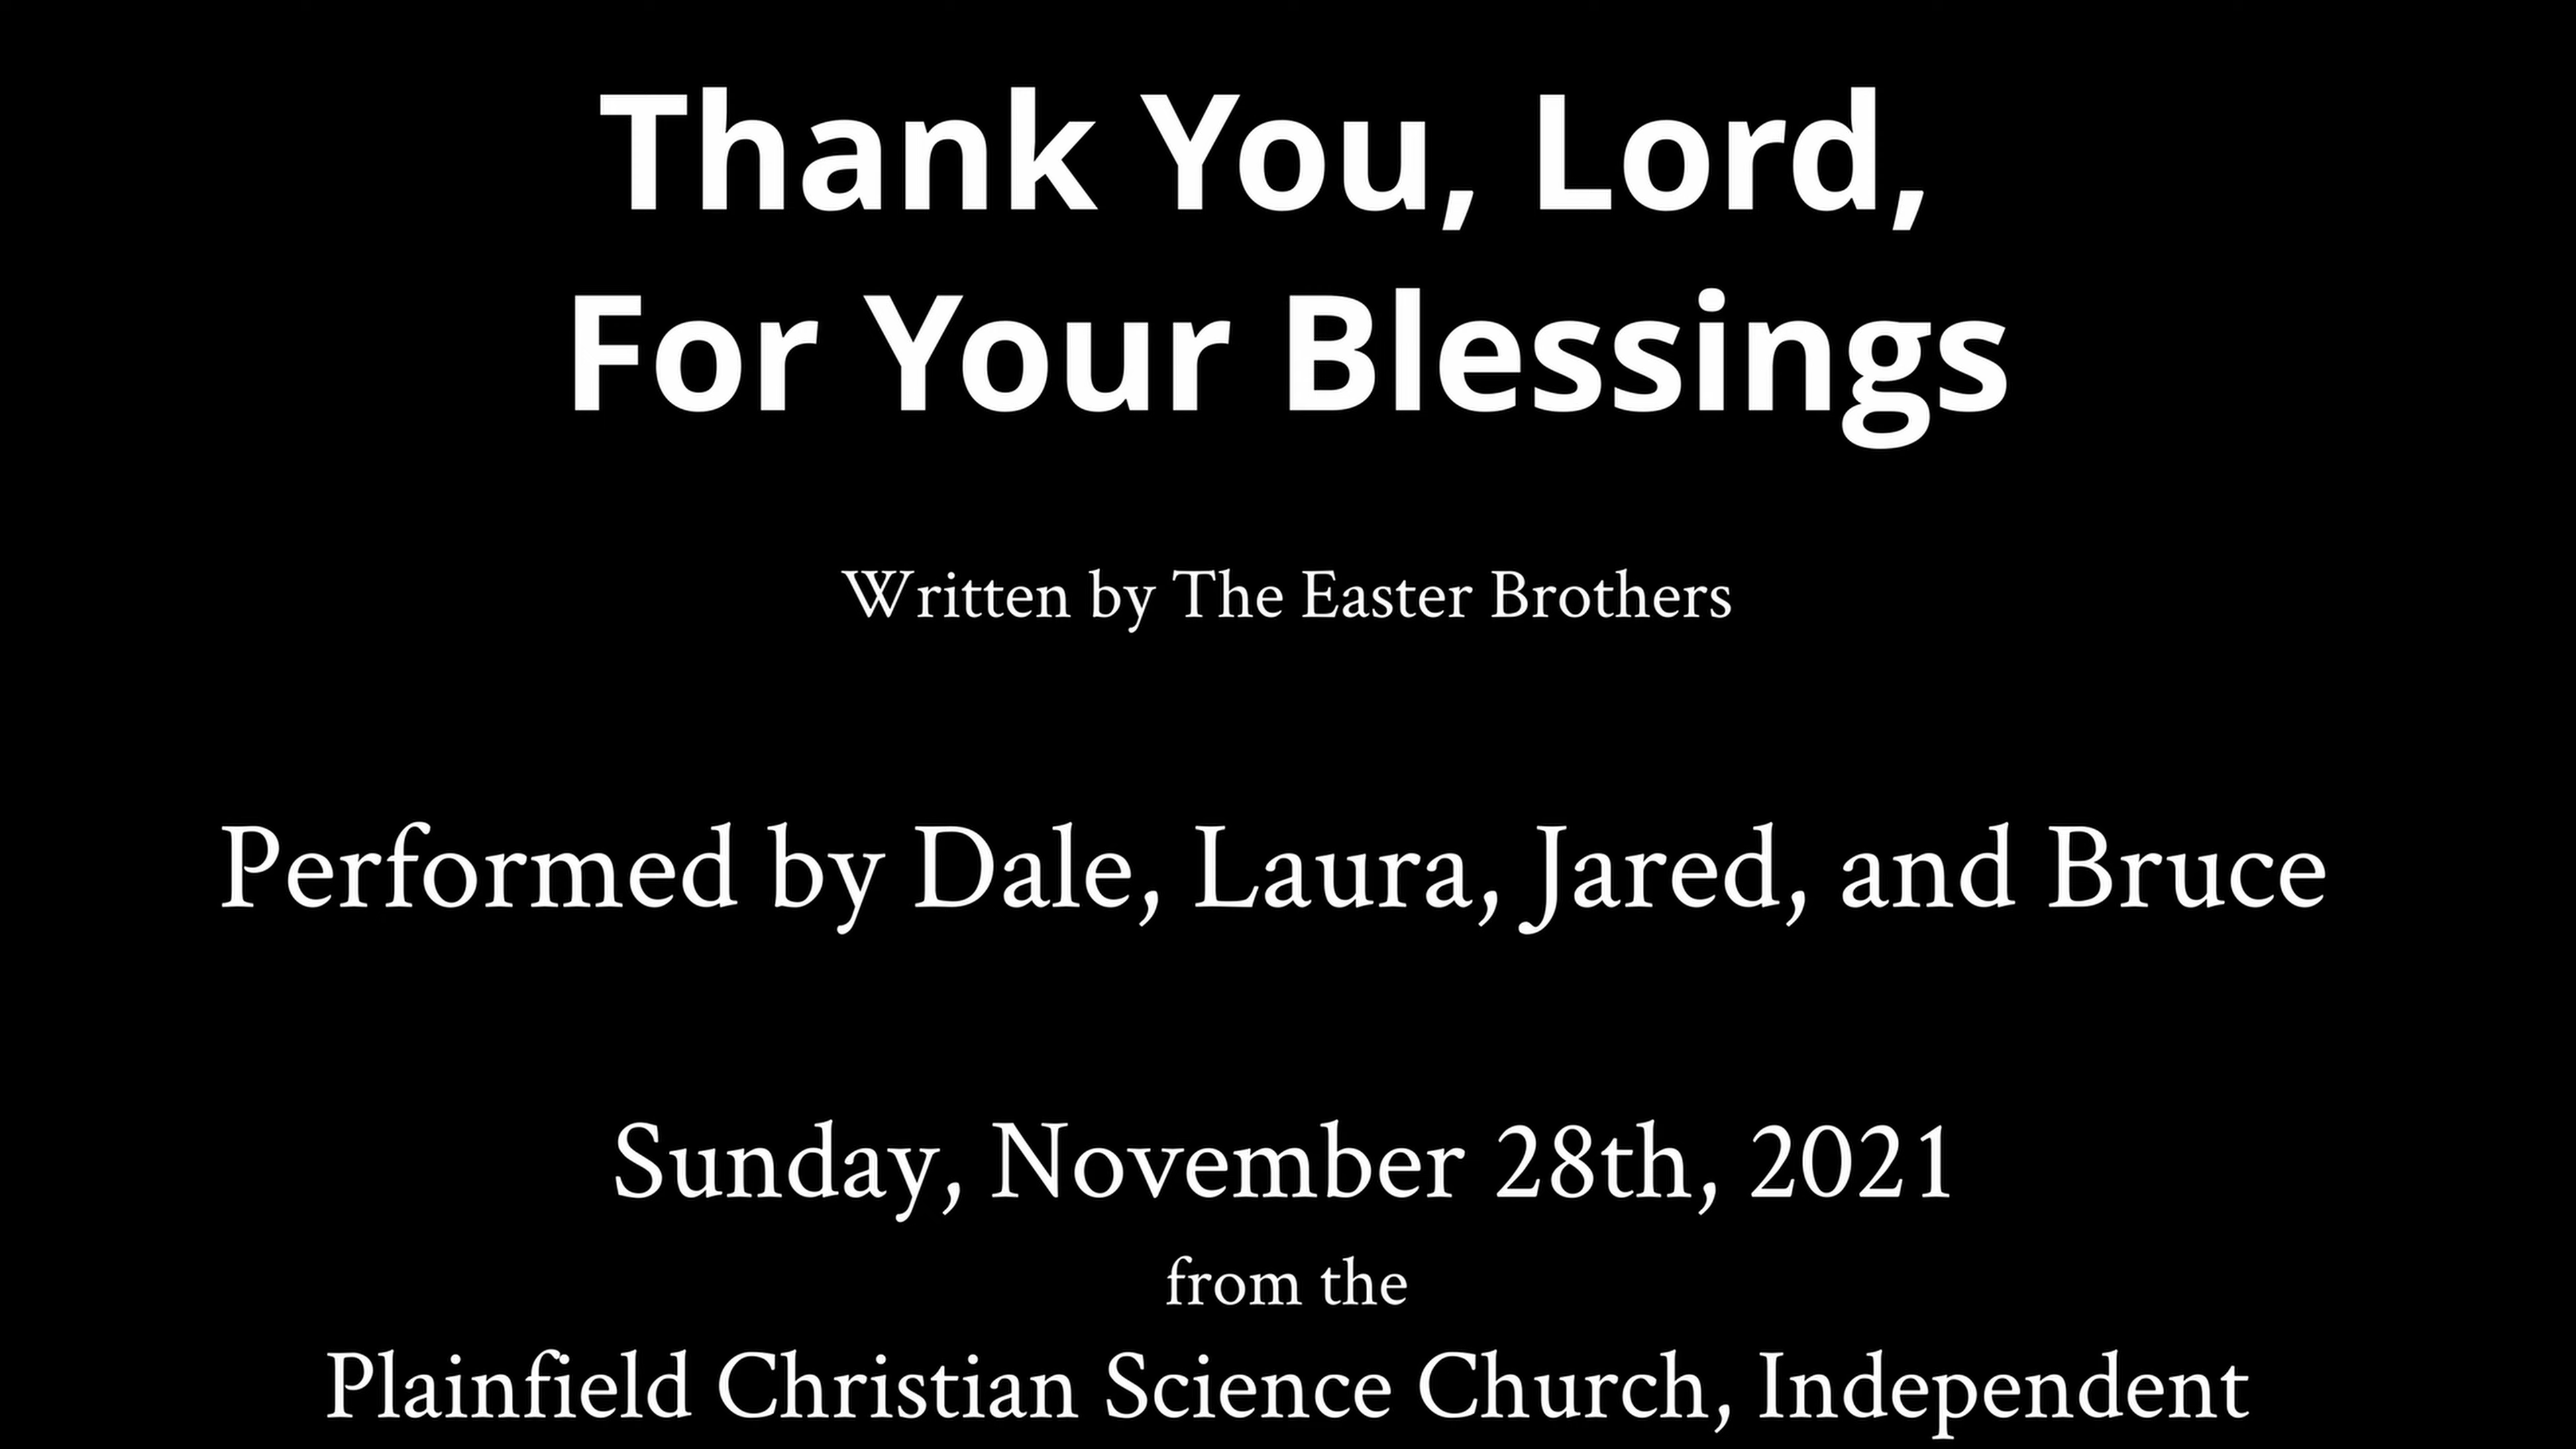 Thank You, Lord,
For Your Blessings
Written by The Easter Brothers
Performed by Dale, Laura, Jared, and Bruce
Sunday, November 28th, 2021
from the
Plainfield Christian Science Church, Independent